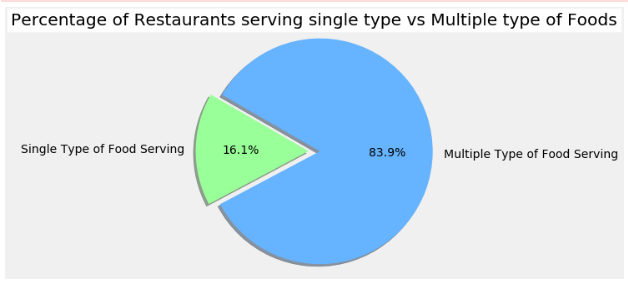 Percentage of Restaurants serving single type vs Multiple type of Foods
Single Type of Food Serving
16.1%
83.9%
Multiple Type of Food Serving